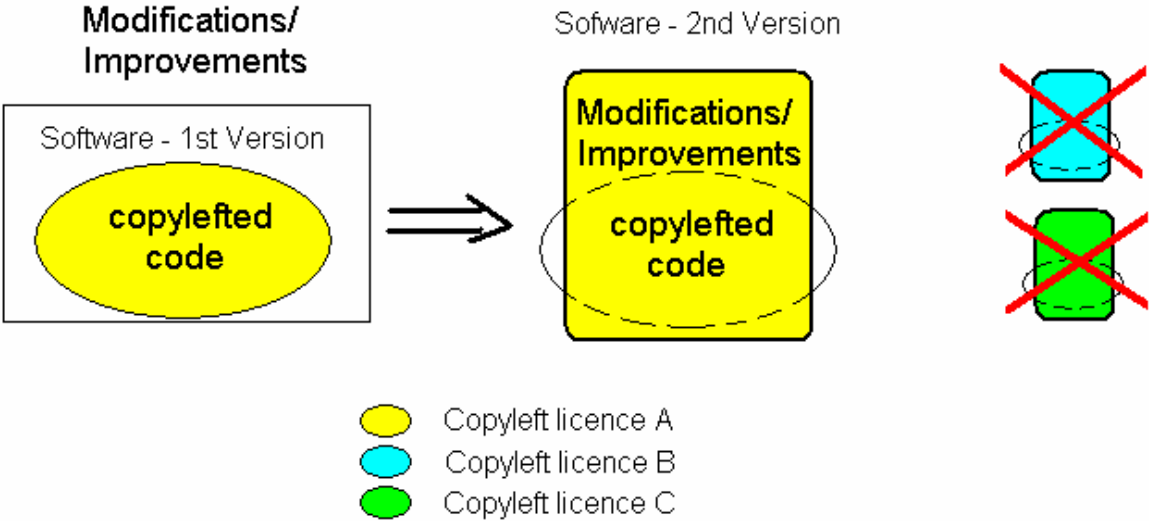 Modifications/
Improvements
Software - 1st Version
copylefted
code
Sofware - 2nd Version
Modifications/
Improvements
copylefted
code
Copyleft licence A
Copyleft licence B
Copyleft licence C